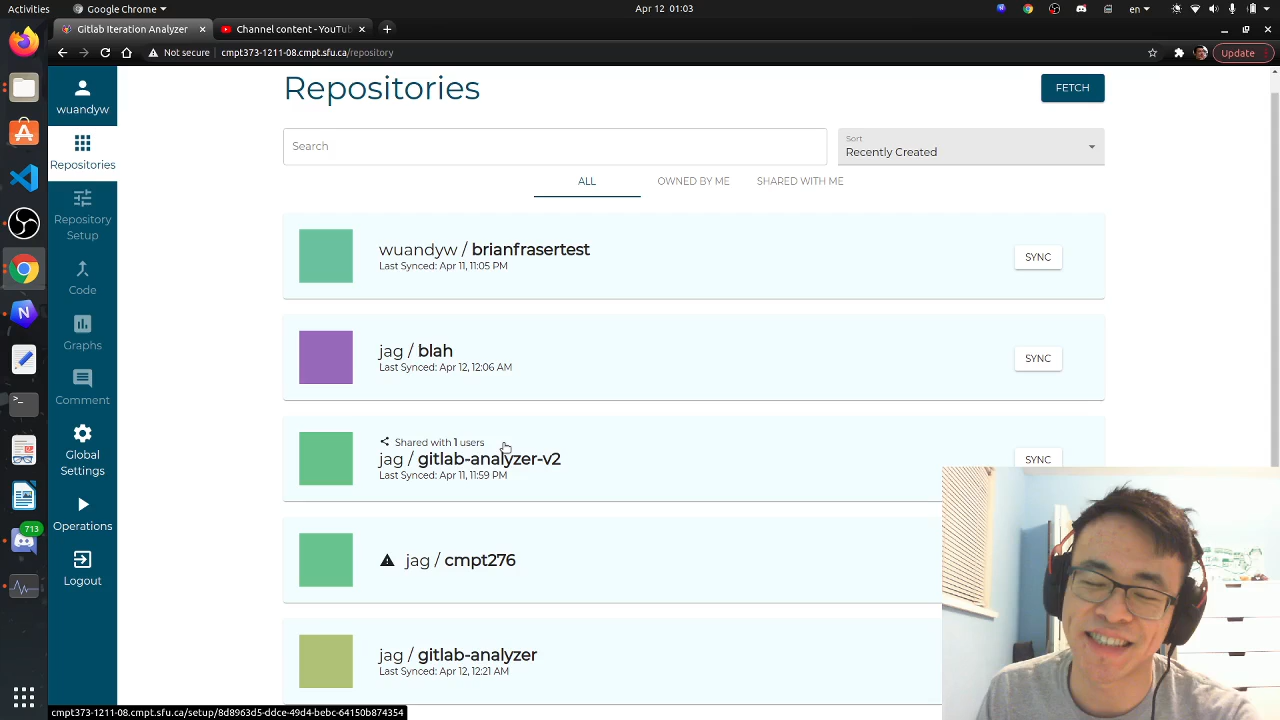 Activities
Google Chrome
Apr 12 01:03
en
Gitlab Iteration Analyzer
Channel content - YouTub
Not secure
cmpt373-1211-08.cmpt.sfu.ca/repository
Update
wuandyw
Repositories
Repository
Setup
Code
Graphs
Comment
Global
Settings
Operations
Logout
713
Repositories
FETCH
Search
Sort
Recently Created
ALL
OWNED BY ME
SHARED WITH ME
wuandyw / brianfrasertest
Last Synced: Apr 11, 11:05 PM
SYNC
jag / blah
Last Synced: Apr 12, 12:06 AM
SYNC
Shared with 1 users
jag / gitlab-analyzer-v2
Last Synced: Apr 11, 11:59 PM
SYNC
jag / cmpt276
jag / gitlab-analyzer
Last Synced: Apr 12, 12:21 AM
cmpt373-1211-08.cmpt.sfu.ca/setup/8d8963d5-ddce-49d4-bebc-64150b874354